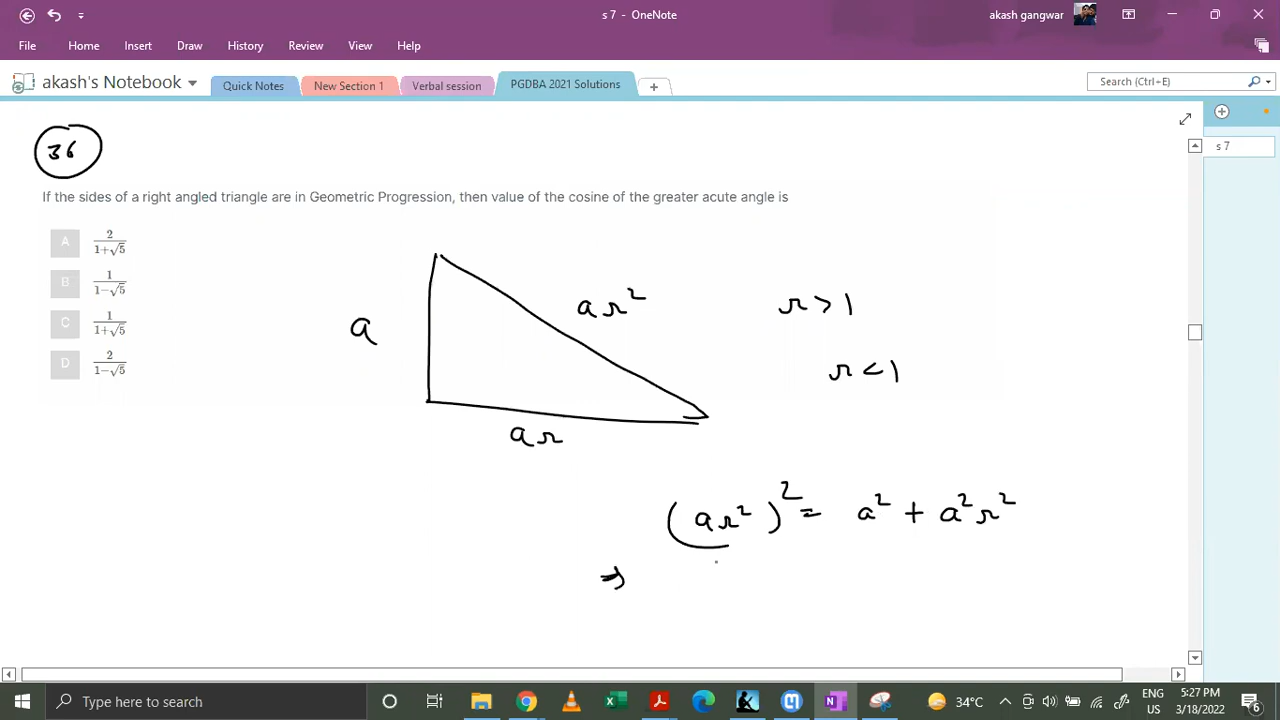 s 7 - OneNote
akash gangwar
File Home Insert Draw History Review View Help
akash's Notebook
Quick Notes
New Section 1
Verbal session
PGDBA 2021 Solutions
Search (Ctrl+E)
s 7
36
If the sides of a right angled triangle are in Geometric Progression, then value of the cosine of the greater acute angle is
A 2/(1+√5)
B 1/(1−√5)
C 1/(1+√5)
D 2/(1−√5)
a
ar²
ar
r > 1
r < 1
(ar²)² = a² + a²r²
⇒
Type here to search
34°C
ENG
US
5:27 PM
3/18/2022
6